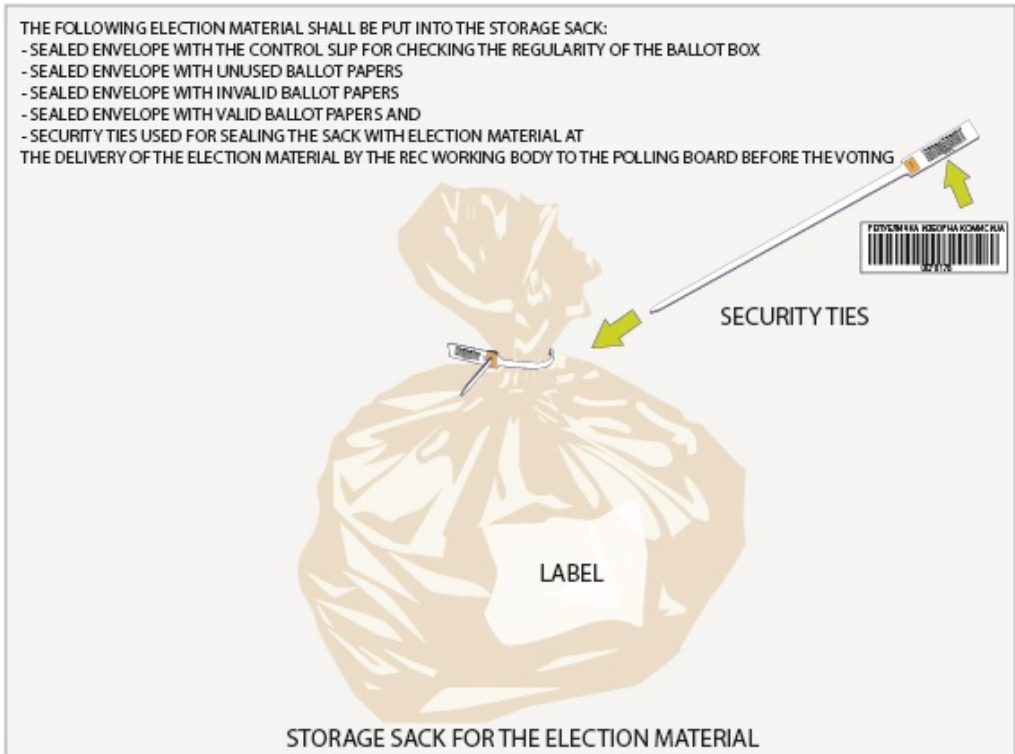 THE FOLLOWING ELECTION MATERIAL SHALL BE PUT INTO THE STORAGE SACK:
- SEALED ENVELOPE WITH THE CONTROL SLIP FOR CHECKING THE REGULARITY OF THE BALLOT BOX
- SEALED ENVELOPE WITH UNUSED BALLOT PAPERS
- SEALED ENVELOPE WITH INVALID BALLOT PAPERS
- SEALED ENVELOPE WITH VALID BALLOT PAPERS AND
- SECURITY TIES USED FOR SEALING THE SACK WITH ELECTION MATERIAL AT
THE DELIVERY OF THE ELECTION MATERIAL BY THE REC WORKING BODY TO THE POLLING BOARD BEFORE THE VOTING
РЕПУБЛИЧКА ИЗБОРНА КОМИСИЈА
SECURITY TIES
LABEL
STORAGE SACK FOR THE ELECTION MATERIAL